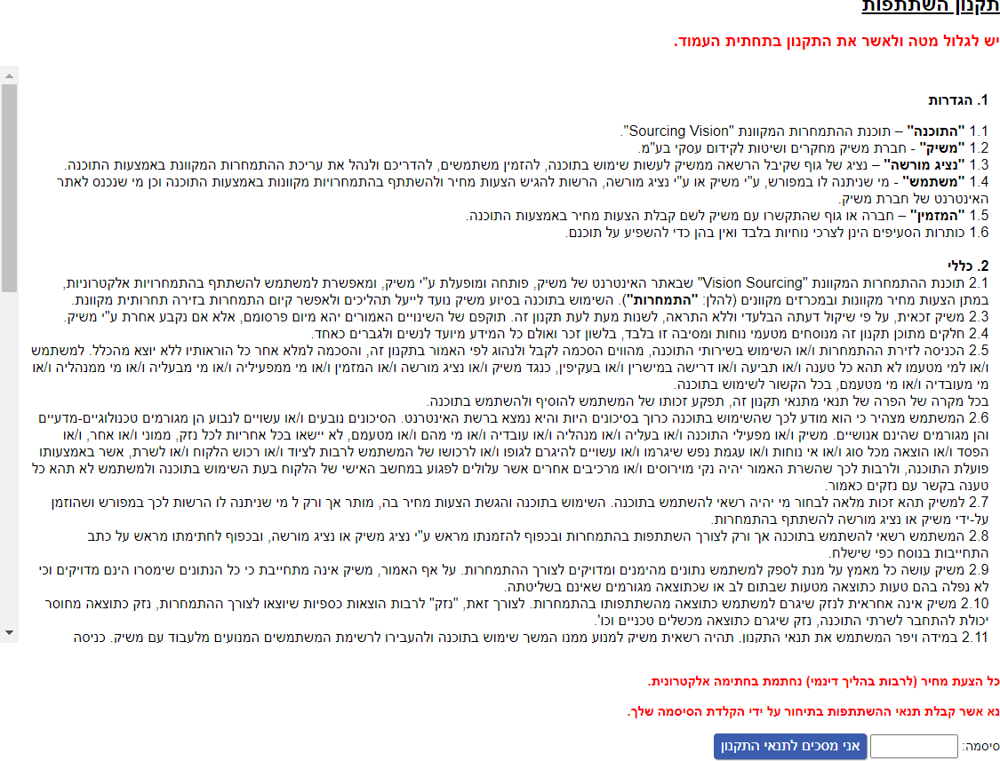 תקנון השתתפות
יש לגלול מטה ולאשר את התקנון בתחתית העמוד.
1. הגדרות
1.1 "התוכנה" – תוכנת ההתמחרות המקוונת "Sourcing Vision".
1.2 "משיק" - חברת משיק מחקרים ושיטות לקידום עסקי בע"מ.
1.3 "נציג מורשה" – נציג של גוף שקיבל הרשאה ממשיק לעשות שימוש בתוכנה, להזמין משתמשים, להדריכם ולנהל את עריכת ההתמחרות המקוונת באמצעות התוכנה.
1.4 "משתמש" - מי שניתנה לו במפורש, ע"י משיק או ע"י נציג מורשה, הרשות להגיש הצעות מחיר ולהשתתף בהתמחרויות מקוונות באמצעות התוכנה וכן מי שנכנס לאתר
האינטרנט של חברת משיק.
1.5 "המזמין" – חברה או גוף שהתקשרו עם משיק לשם קבלת הצעות מחיר באמצעות התוכנה.
1.6 כותרות הסעיפים הינן לצרכי נוחיות בלבד ואין בהן כדי להשפיע על תוכנם.
2. כללי
2.1 תוכנת ההתמחרות המקוונת "Vision Sourcing" שבאתר האינטרנט של משיק, פותחה ומופעלת ע"י משיק, ומאפשרת למשתמש להשתתף בהתמחרויות אלקטרוניות,
במתן הצעות מחיר מקוונות ובמכרזים מקוונים (להלן: "התמחרות"). השימוש בתוכנה בסיוע משיק נועד לייעל תהליכים ולאפשר קיום התמחרות בזירה תחרותית מקוונת.
2.3 משיק זכאית, על פי שיקול דעתה הבלעדי וללא התראה, לשנות מעת לעת תקנון זה. תוקפם של השינויים האמורים יהא מיום פרסומם, אלא אם נקבע אחרת ע"י משיק.
2.4 חלקים מתוכן תקנון זה מנוסחים מטעמי נוחות ומסיבה זו בלבד, בלשון זכר ואולם כל המידע מיועד לנשים ולגברים כאחד.
2.5 הכניסה לזירת ההתמחרות ו/או השימוש בשירותי התוכנה, מהווים הסכמה לקבל ולנהוג לפי האמור בתקנון זה, והסכמה למלא אחר כל הוראותיו ללא יוצא מהכלל. למשתמש
ו/או למי מטעמו לא תהא כל טענה ו/או תביעה ו/או דרישה במישרין ו/או בעקיפין, כנגד משיק ו/או נציג מורשה ו/או המזמין ו/או מי ממפעיליה ו/או מי מבעליה ו/או מי ממנהליה ו/או
מי מעובדיה ו/או מי מטעמם, בכל הקשור לשימוש בתוכנה.
בכל מקרה של הפרה של תנאי מתנאי תקנון זה, תפקע זכותו של המשתמש להוסיף ולהשתמש בתוכנה.
2.6 המשתמש מצהיר כי הוא מודע לכך שהשימוש בתוכנה כרוך בסיכונים היות והיא נמצא ברשת האינטרנט. הסיכונים נובעים ו/או עשויים לנבוע הן מגורמים טכנולוגיים-מדעיים
והן מגורמים שהינם אנושיים. משיק ו/או מפעילי התוכנה ו/או בעליה ו/או מנהליה ו/או עובדיה ו/או מי מהם ו/או מטעמם, לא יישאו בכל אחריות לכל נזק, ממוני ו/או אחר, ו/או
הפסד ו/או הוצאה מכל סוג ו/או אי נוחות ו/או עגמת נפש שיגרמו ו/או עשויים להיגרם לגופו ו/או לרכושו של המשתמש לרבות לציוד ו/או רכוש הלקוח ו/או לשרת, אשר באמצעותו
פועלת התוכנה, ולרבות לכך שהשרת האמור יהיה נקי מוירוסים ו/או מרכיבים אחרים אשר עלולים לפגוע במחשב האישי של הלקוח בעת השימוש בתוכנה ולמשתמש לא תהא כל
טענה בקשר עם נזקים כאמור.
2.7 למשיק תהא זכות מלאה לבחור מי יהיה רשאי להשתמש בתוכנה. השימוש בתוכנה והגשת הצעות מחיר בה, מותר אך ורק ל מי שניתנה לו הרשות לכך במפורש ושהוזמן
על-ידי משיק או נציג מורשה להשתתף בהתמחרות.
2.8 המשתמש רשאי להשתמש בתוכנה אך ורק לצורך השתתפות בהתמחרות ובכפוף להזמנתו מראש ע"י נציג משיק או נציג מורשה, ובכפוף לחתימתו מראש על כתב
התחייבות בנוסח כפי שישלח.
2.9 משיק עושה כל מאמץ על מנת לספק למשתמש נתונים מהימנים ומדויקים לצורך ההתמחרות. על אף האמור, משיק אינה מתחייבת כי כל הנתונים שימסרו הינם מדויקים וכי
לא נפלה בהם טעות כתוצאה מטעות שבתום לב או שכתוצאה מגורמים שאינם בשליטתה.
2.10 משיק אינה אחראית לנזק שיגרם למשתמש כתוצאה מהשתתפותו בהתמחרות. לצורך זאת, "נזק" לרבות הוצאות כספיות שיוצאו לצורך ההתמחרות, נזק כתוצאה מחוסר
יכולת להתחבר לשרתי התוכנה, נזק שיגרם כתוצאה מכשלים טכניים וכו'.
2.11 במידה ויפר המשתמש את תנאי התקנון, תהיה רשאית משיק למנוע ממנו המשך שימוש בתוכנה ולהעבירו לרשימת המשתמשים המנועים מלעבוד עם משיק. כניסה
כל הצעת מחיר (לרבות בהליך דינמי) נחתמת בחתימה אלקטרונית.
נא אשר קבלת תנאי ההשתתפות בתיחור על ידי הקלדת הסיסמה שלך.
סיסמה: אני מסכים לתנאי התקנון